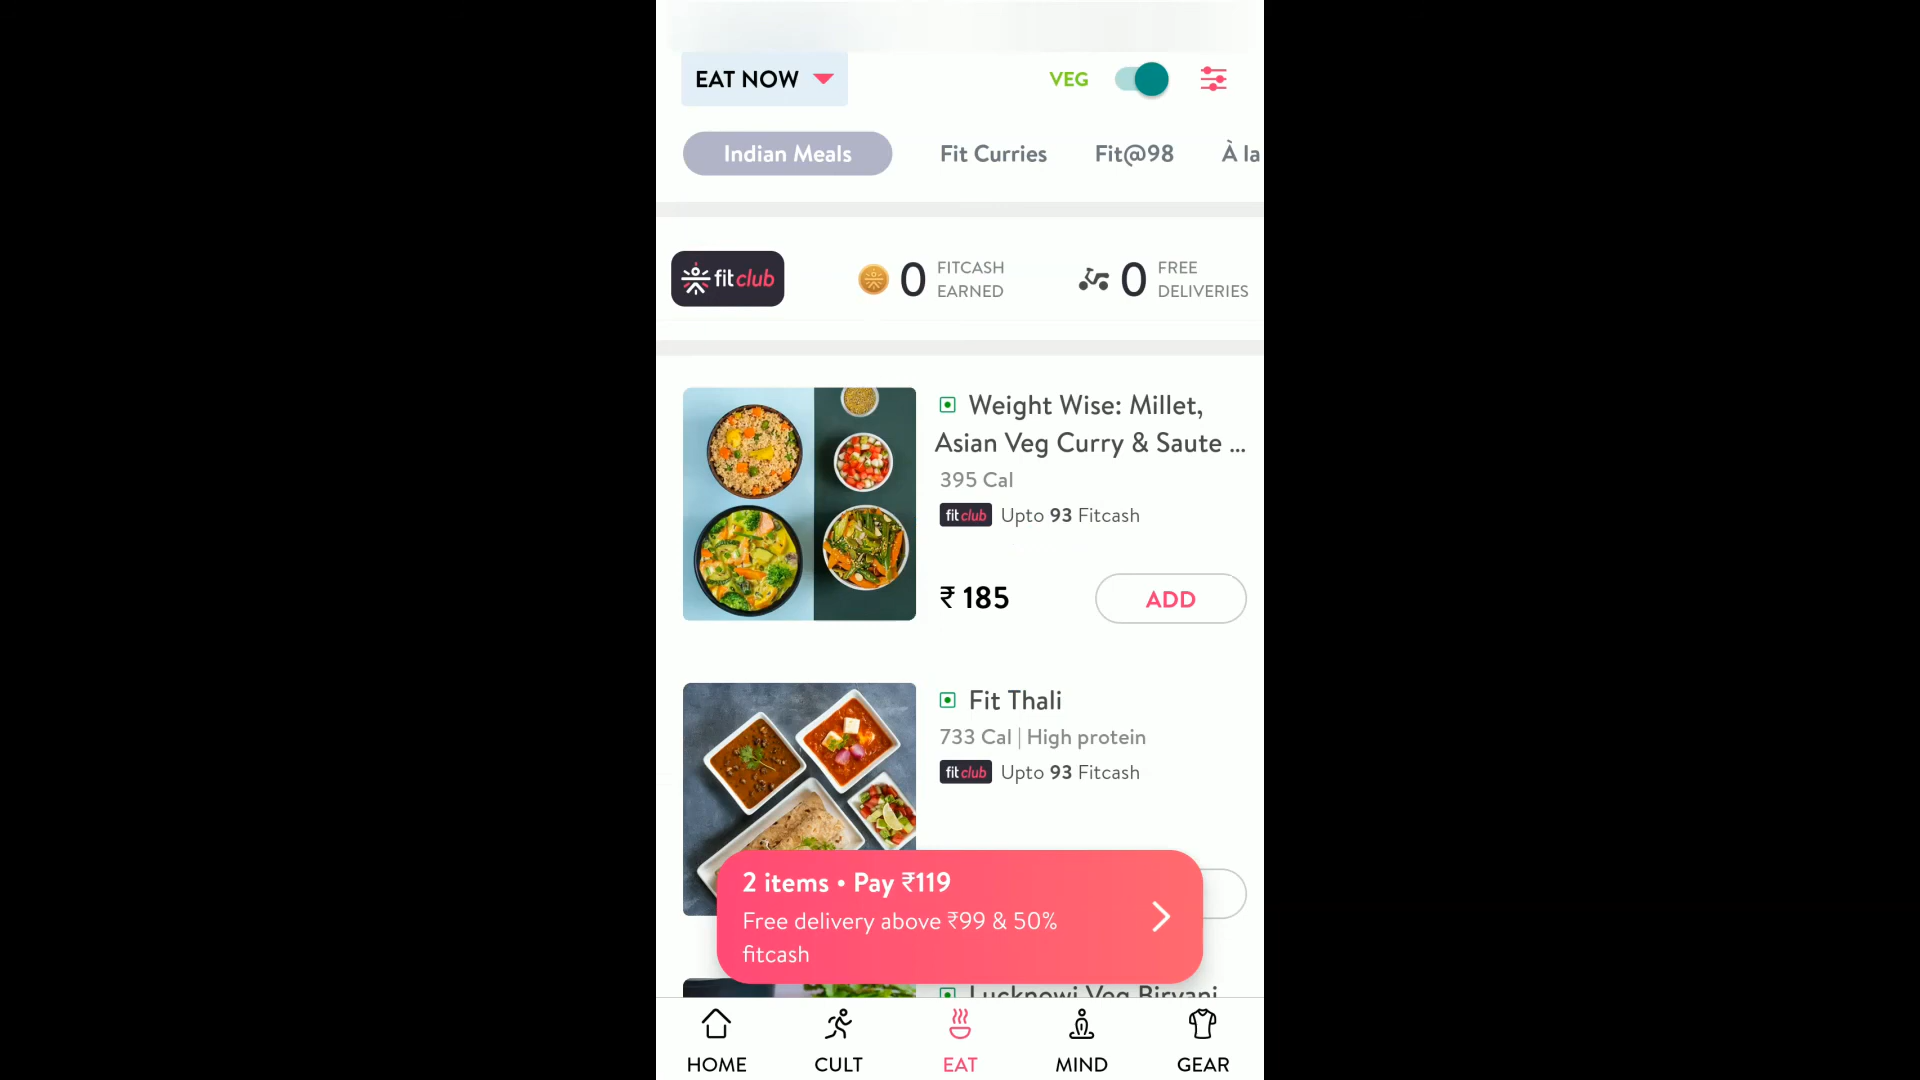 EAT NOW
VEG
Indian Meals
Fit Curries
Fit@98
À la
fitclub
0
FITCASH
EARNED
0
FREE
DELIVERIES
Weight Wise: Millet,
Asian Veg Curry & Saute ...
395 Cal
fitclub Upto 93 Fitcash
₹ 185
ADD
Fit Thali
733 Cal | High protein
fitclub Upto 93 Fitcash
2 items • Pay ₹119
Free delivery above ₹99 & 50%
fitcash
Lucknowi Veg Biryani
HOME
CULT
EAT
MIND
GEAR